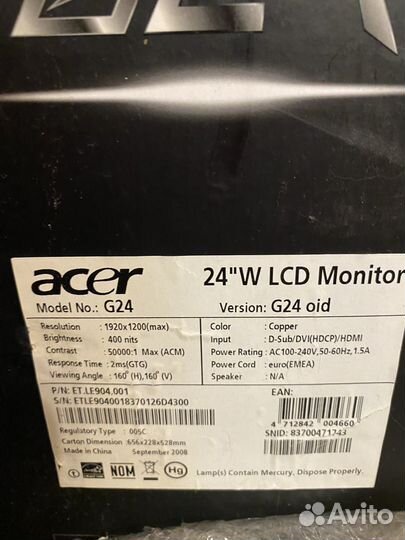 acer
24"W LCD Monitor
Model No.: G24
Version: G24 oid
Resolution : 1920x1200(max)
Brightness : 400 nits
Contrast : 50000:1 Max (ACM)
Response Time : 2ms(GTG)
Viewing Angle : 160°(H),160°(V)
Color : Copper
Input : D-Sub/DVI(HDCP)/HDMI
Power Rating : AC100-240V,50-60Hz,1.5A
Power Cord : euro(EMEA)
Speaker : N/A
P/N: ET.LE904.001
S/N: ETLE9040018370126D4300
EAN:
4 712842 004660
SNID: 83700471743
Regulatory Type : 005C
Carton Dimension :656x228x528mm
Made in China September 2008
NOM
Hg
Lamp(s) Contain Mercury, Dispose Properly.
Avito